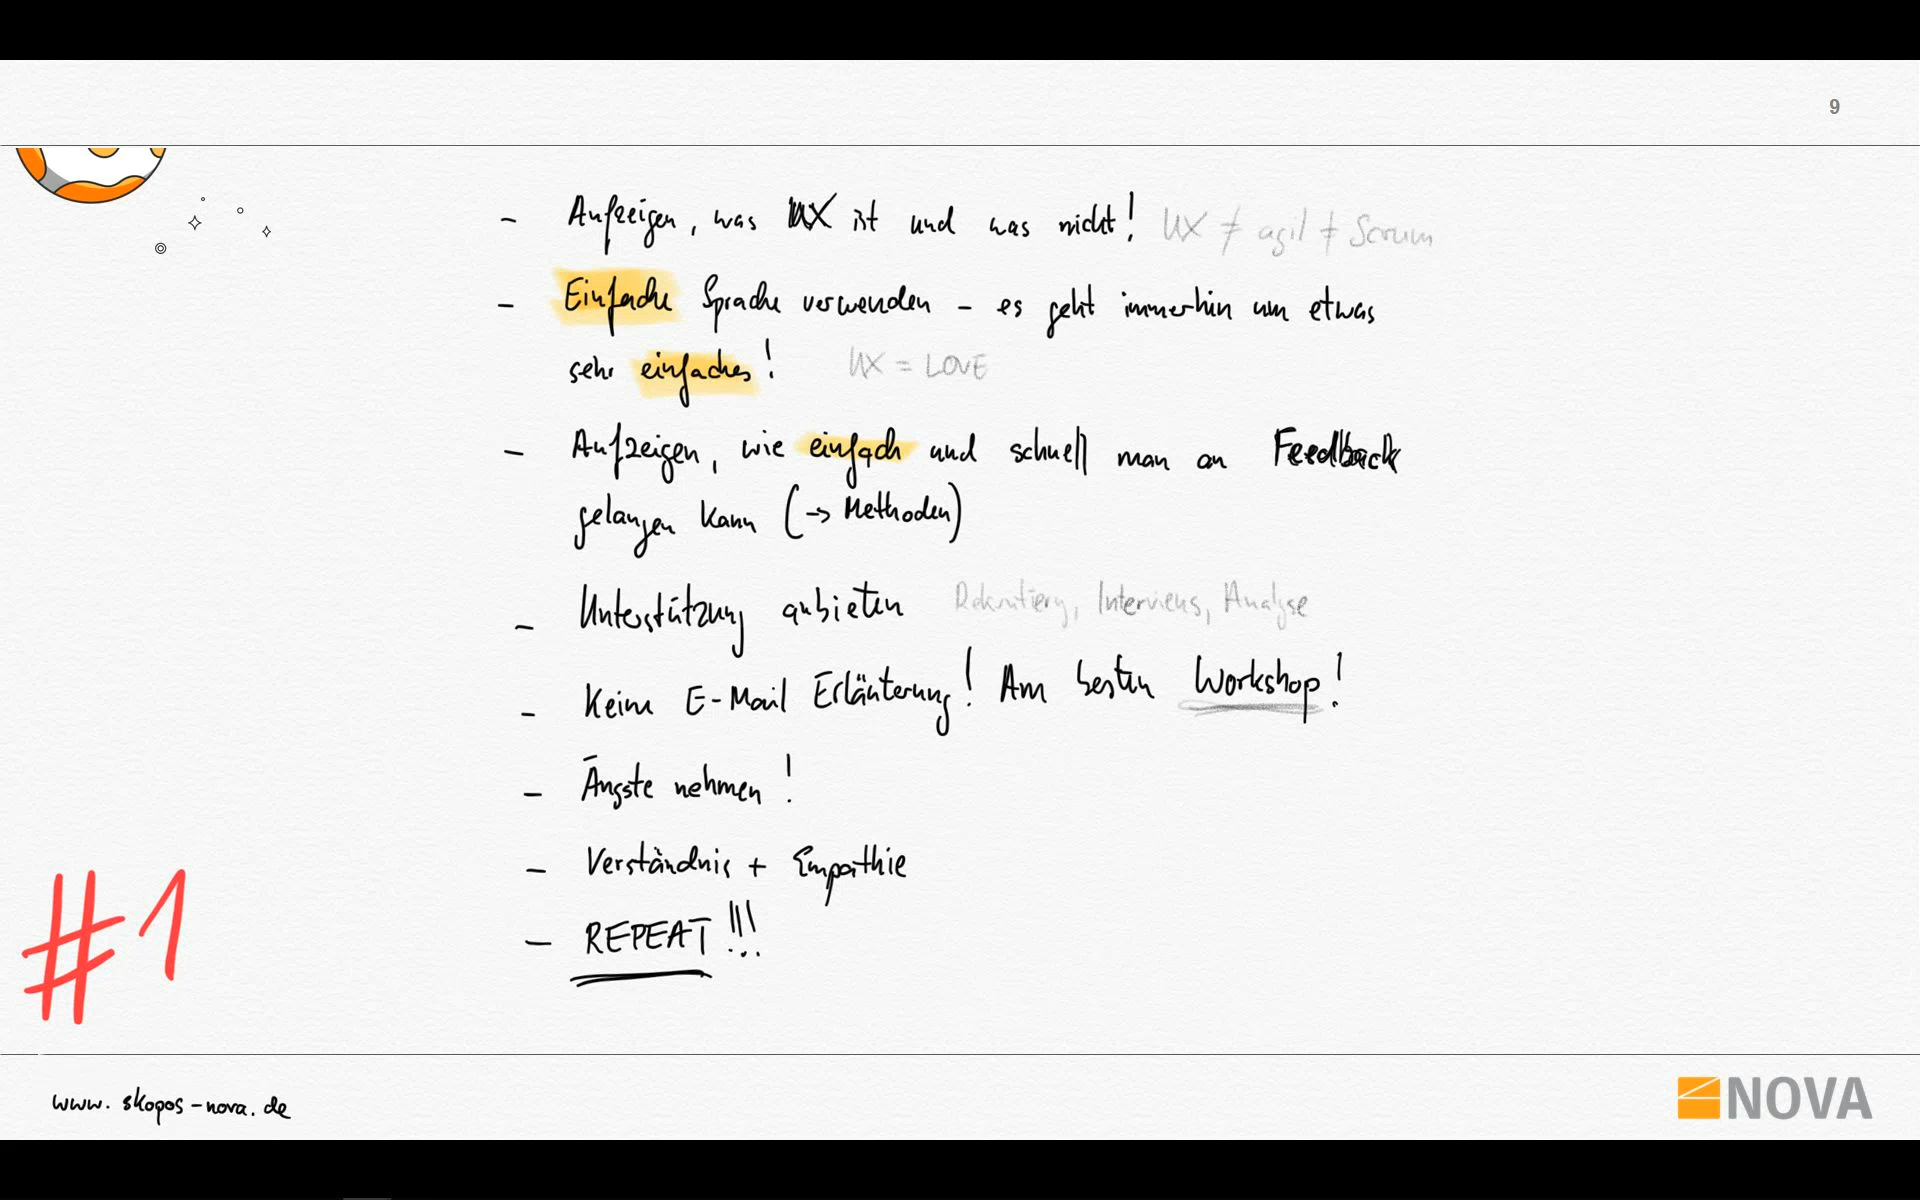 9
- Aufzeigen, was UX ist und was nicht! UX ≠ agil ≠ Scrum
- Einfache Sprache verwenden - es geht immerhin um etwas
sehr einfaches! UX = LOVE
- Aufzeigen, wie einfach und schnell man an Feedback
gelangen kann (→ Methoden)
- Unterstützung anbieten Rekrutierg, Interviews, Analyse
- Keine E-Mail Erläuterung! Am besten Workshop!
- Ängste nehmen!
- Verständnis + Empathie
- REPEAT!!!
#1
www.skopos-nova.de
NOVA